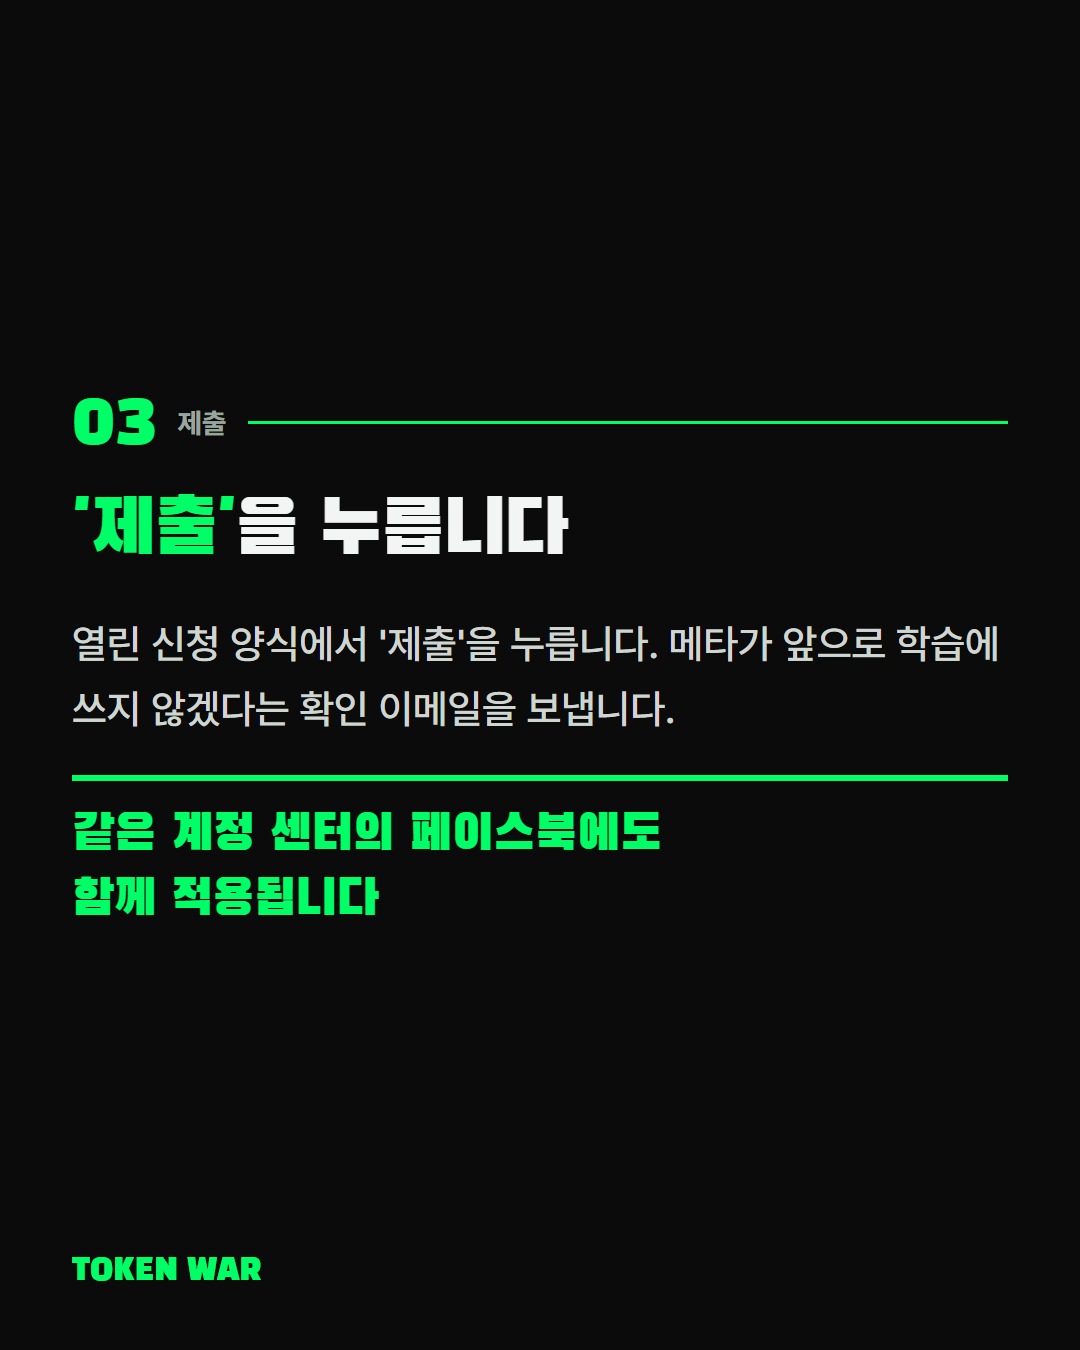 03 제출
'제출'을 누릅니다
열린 신청 양식에서 '제출'을 누릅니다. 메타가 앞으로 학습에
쓰지 않겠다는 확인 이메일을 보냅니다.
같은 계정 센터의 페이스북에도
함께 적용됩니다
TOKEN WAR